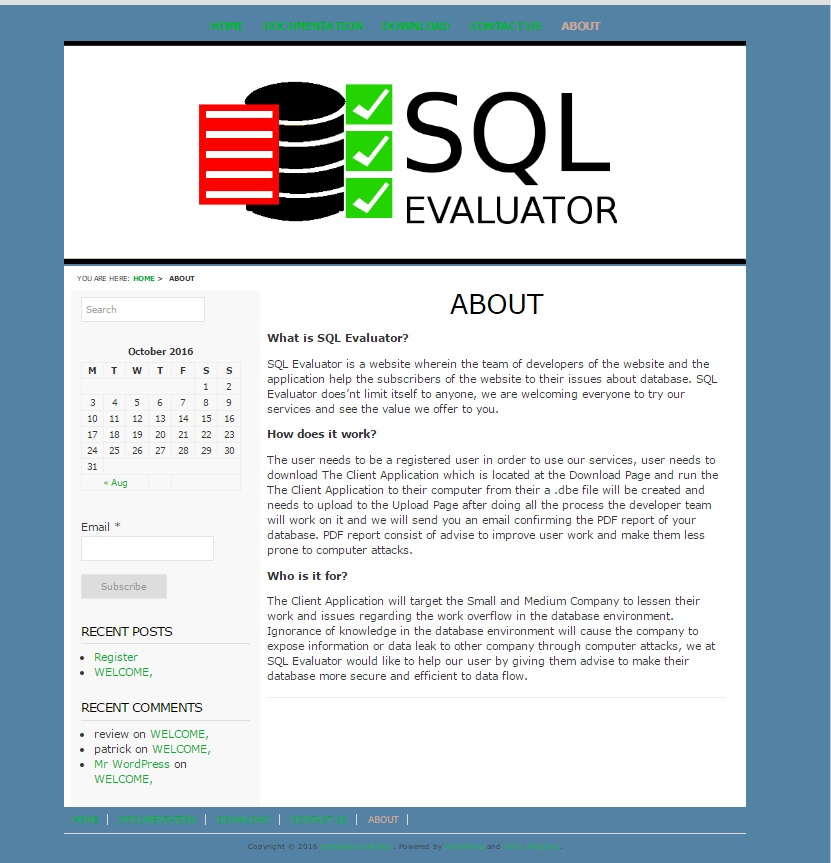 HOME DOCUMENTATION DOWNLOAD CONTACT US ABOUT
SQL
EVALUATOR
YOU ARE HERE: HOME > ABOUT
Search
October 2016
M T W T F S S
1 2
3 4 5 6 7 8 9
10 11 12 13 14 15 16
17 18 19 20 21 22 23
24 25 26 27 28 29 30
31
« Aug
Email *
Subscribe
RECENT POSTS
Register
WELCOME,
RECENT COMMENTS
review on WELCOME,
patrick on WELCOME,
Mr WordPress on
WELCOME,
ABOUT
What is SQL Evaluator?
SQL Evaluator is a website wherein the team of developers of the website and the
application help the subscribers of the website to their issues about database. SQL
Evaluator does’nt limit itself to anyone, we are welcoming everyone to try our
services and see the value we offer to you.
How does it work?
The user needs to be a registered user in order to use our services, user needs to
download The Client Application which is located at the Download Page and run the
The Client Application to their computer from their a .dbe file will be created and
needs to upload to the Upload Page after doing all the process the developer team
will work on it and we will send you an email confirming the PDF report of your
database. PDF report consist of advise to improve user work and make them less
prone to computer attacks.
Who is it for?
The Client Application will target the Small and Medium Company to lessen their
work and issues regarding the work overflow in the database environment.
Ignorance of knowledge in the database environment will cause the company to
expose information or data leak to other company through computer attacks, we at
SQL Evaluator would like to help our user by giving them advise to make their
database more secure and efficient to data flow.
HOME DOCUMENTATION DOWNLOAD CONTACT US ABOUT
Copyright © 2016 . Powered by and .